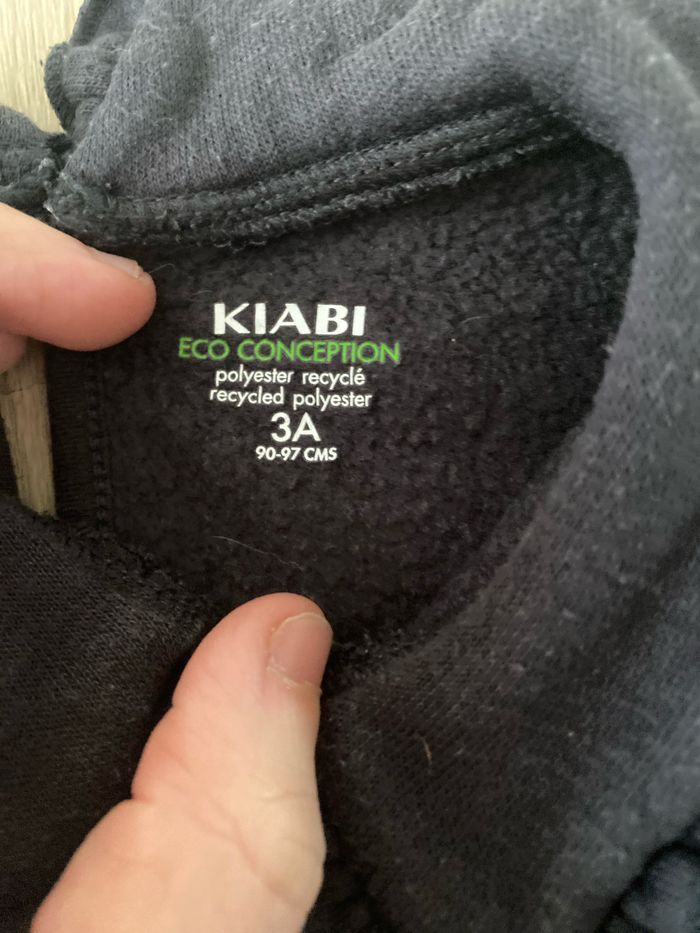 KIABI
ECO CONCEPTION
polyester recyclé
recycled polyester
3A
90-97 CMS